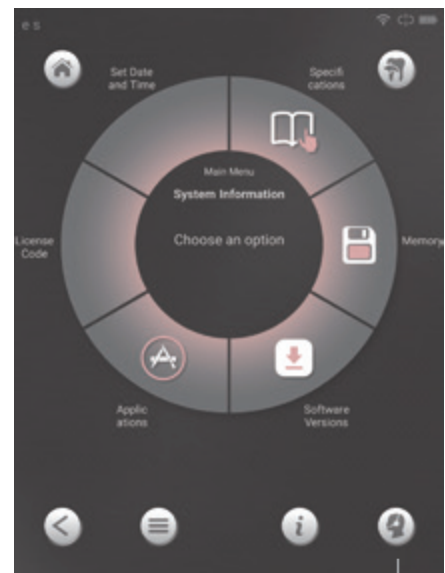 es
Set Date
and Time
Specifi
cations
Main Menu
System Information
Choose an option
License
Code
Memory
Applic
ations
Software
Versions
i